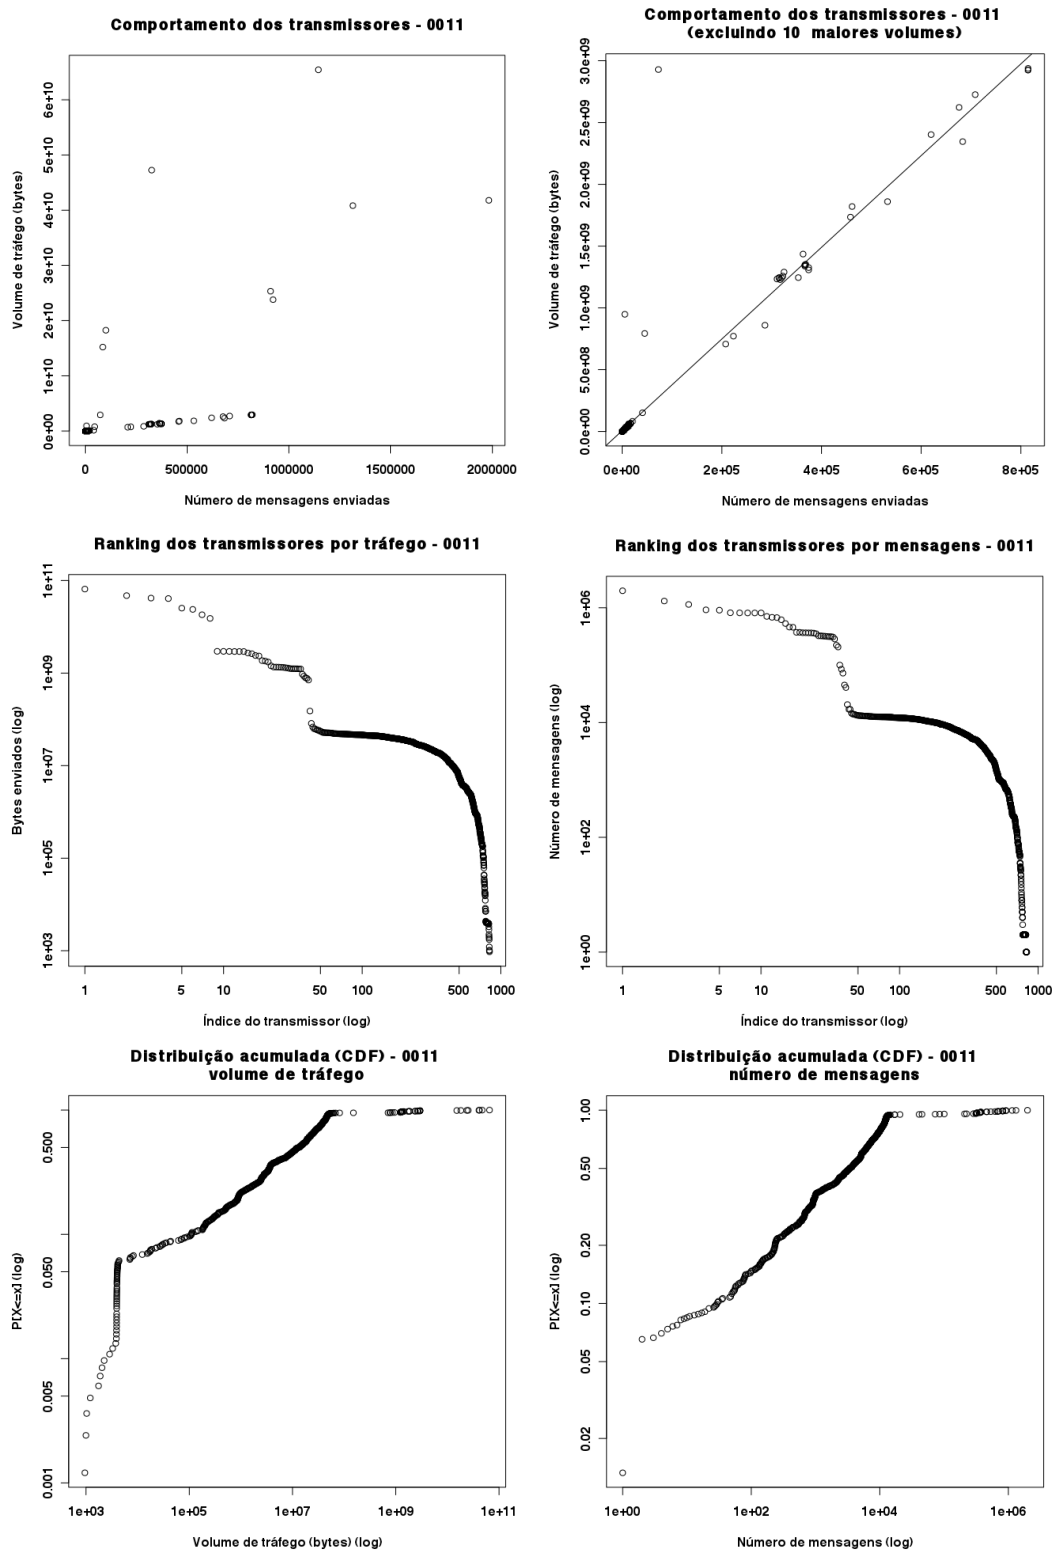 Comportamento dos transmissores - 0011
Volume de tráfego (bytes)
0e+00 1e+10 2e+10 3e+10 4e+10 5e+10 6e+10
0 500000 1000000 1500000 2000000
Número de mensagens enviadas
Comportamento dos transmissores - 0011
(excluindo 10 maiores volumes)
Volume de tráfego (bytes)
0.0e+00 5.0e+08 1.0e+09 1.5e+09 2.0e+09 2.5e+09 3.0e+09
0e+00 2e+05 4e+05 6e+05 8e+05
Número de mensagens enviadas
Ranking dos transmissores por tráfego - 0011
Bytes enviados (log)
1e+03 1e+05 1e+07 1e+09 1e+11
1 5 10 50 500 1000
Índice do transmissor (log)
Ranking dos transmissores por mensagens - 0011
Número de mensagens (log)
1e+00 1e+02 1e+04 1e+06
1 5 10 50 500 1000
Índice do transmissor (log)
Distribuição acumulada (CDF) - 0011
volume de tráfego
P[X<=x] (log)
0.001 0.005 0.050 0.500
1e+03 1e+05 1e+07 1e+09 1e+11
Volume de tráfego (bytes) (log)
Distribuição acumulada (CDF) - 0011
número de mensagens
P[X<=x] (log)
0.02 0.05 0.10 0.20 0.50 1.00
1e+00 1e+02 1e+04 1e+06
Número de mensagens (log)